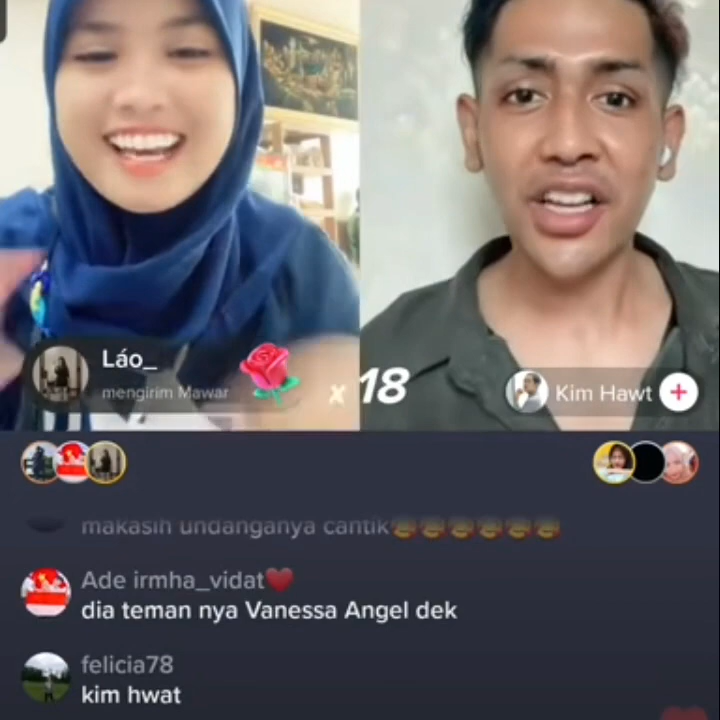 Láo_
mengirim Mawar
x 18
Kim Hawt
makasih undanganya cantik
Ade irmha_vidat❤️
dia teman nya Vanessa Angel dek
felicia78
kim hwat